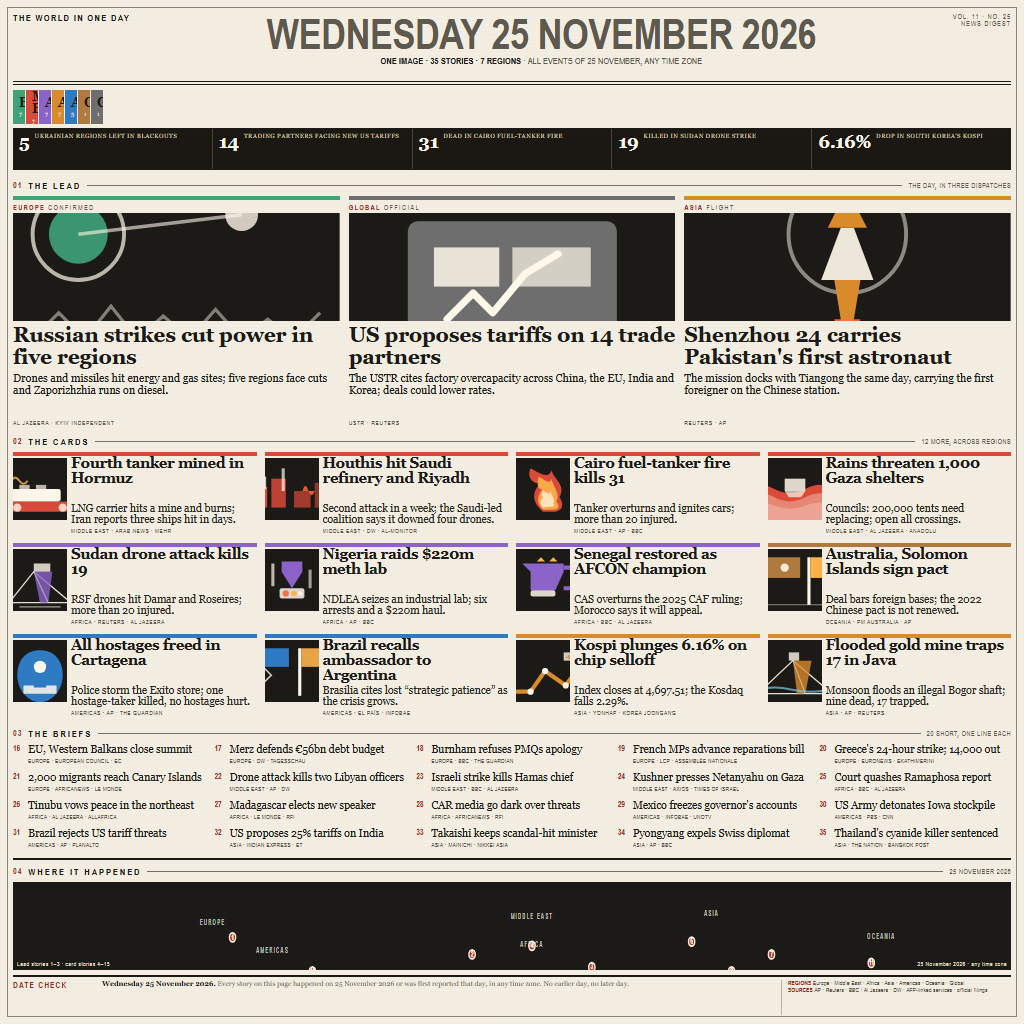 THE WORLD IN ONE DAY
WEDNESDAY 25 NOVEMBER 2026
VOL. 11 · NO. 25
NEWS DIGEST
ONE IMAGE · 35 STORIES · 7 REGIONS · ALL EVENTS OF 25 NOVEMBER, ANY TIME ZONE
5 UKRAINIAN REGIONS LEFT IN BLACKOUTS
14 TRADING PARTNERS FACING NEW US TARIFFS
31 DEAD IN CAIRO FUEL-TANKER FIRE
19 KILLED IN SUDAN DRONE STRIKE
6.16% DROP IN SOUTH KOREA'S KOSPI
01 THE LEAD
THE DAY, IN THREE DISPATCHES
EUROPE CONFIRMED
Russian strikes cut power in
five regions
Drones and missiles hit energy and gas sites; five regions face cuts
and Zaporizhzhia runs on diesel.
AL JAZEERA · KYIV INDEPENDENT
GLOBAL OFFICIAL
US proposes tariffs on 14 trade
partners
The USTR cites factory overcapacity across China, the EU, India and
Korea; deals could lower rates.
USTR · REUTERS
ASIA FLIGHT
Shenzhou 24 carries
Pakistan's first astronaut
The mission docks with Tiangong the same day, carrying the first
foreigner on the Chinese station.
REUTERS · AP
02 THE CARDS
12 MORE, ACROSS REGIONS
Fourth tanker mined in
Hormuz
LNG carrier hits a mine and burns;
Iran reports three ships hit in days.
MIDDLE EAST · ARAB NEWS · MEHR
Houthis hit Saudi
refinery and Riyadh
Second attack in a week; the Saudi-led
coalition says it downed four drones.
MIDDLE EAST · DW · AL-MONITOR
Cairo fuel-tanker fire
kills 31
Tanker overturns and ignites cars;
more than 20 injured.
MIDDLE EAST · AP · BBC
Rains threaten 1,000
Gaza shelters
Councils: 200,000 tents need
replacing; open all crossings.
MIDDLE EAST · AL JAZEERA · ANADOLU
Sudan drone attack kills
19
RSF drones hit Damar and Roseires;
more than 20 injured.
AFRICA · REUTERS · AL JAZEERA
Nigeria raids $220m
meth lab
NDLEA seizes an industrial lab; six
arrests and a $220m haul.
AFRICA · AP · BBC
Senegal restored as
AFCON champion
CAS overturns the 2025 CAF ruling;
Morocco says it will appeal.
AFRICA · BBC · AL JAZEERA
Australia, Solomon
Islands sign pact
Deal bars foreign bases; the 2022
Chinese pact is not renewed.
OCEANIA · PM AUSTRALIA · AP
All hostages freed in
Cartagena
Police storm the Exito store; one
hostage-taker killed, no hostages hurt.
AMERICAS · AP · THE GUARDIAN
Brazil recalls
ambassador to
Argentina
Brasilia cites lost “strategic patience” as
the crisis grows.
AMERICAS · EL PAÍS · INFOBAE
Kospi plunges 6.16% on
chip selloff
Index closes at 4,697.51; the Kosdaq
falls 2.29%.
ASIA · YONHAP · KOREA JOONGANG
Flooded gold mine traps
17 in Java
Monsoon floods an illegal Bogor shaft;
nine dead, 17 trapped.
ASIA · AP · REUTERS
03 THE BRIEFS
20 SHORT, ONE LINE EACH
16 EU, Western Balkans close summit
EUROPE · EUROPEAN COUNCIL · EC
17 Merz defends €56bn debt budget
EUROPE · DW · TAGESSCHAU
18 Burnham refuses PMQs apology
EUROPE · BBC · THE GUARDIAN
19 French MPs advance reparations bill
EUROPE · LCP · ASSEMBLÉE NATIONALE
20 Greece's 24-hour strike; 14,000 out
EUROPE · EURONEWS · EKATHIMERINI
21 2,000 migrants reach Canary Islands
EUROPE · AFRICANEWS · LE MONDE
22 Drone attack kills two Libyan officers
MIDDLE EAST · AP · DW
23 Israeli strike kills Hamas chief
MIDDLE EAST · BBC · AL JAZEERA
24 Kushner presses Netanyahu on Gaza
MIDDLE EAST · AXIOS · TIMES OF ISRAEL
25 Court quashes Ramaphosa report
AFRICA · BBC · AL JAZEERA
26 Tinubu vows peace in the northeast
AFRICA · AL JAZEERA · ALLAFRICA
27 Madagascar elects new speaker
AFRICA · LE MONDE · RFI
28 CAR media go dark over threats
AFRICA · AFRICANEWS · RFI
29 Mexico freezes governor's accounts
AMERICAS · INFOBAE · UNOTV
30 US Army detonates Iowa stockpile
AMERICAS · PBS · CNN
31 Brazil rejects US tariff threats
AMERICAS · AP · PLANALTO
32 US proposes 25% tariffs on India
ASIA · INDIAN EXPRESS · ET
33 Takaishi keeps scandal-hit minister
ASIA · MAINICHI · NIKKEI ASIA
34 Pyongyang expels Swiss diplomat
ASIA · AP · BBC
35 Thailand's cyanide killer sentenced
ASIA · THE NATION · BANGKOK POST
04 WHERE IT HAPPENED
25 NOVEMBER 2026
EUROPE
AMERICAS
MIDDLE EAST
ASIA
OCEANIA
Lead stories 1–3 · card stories 4–15
25 November 2026 · any time zone
DATE CHECK
Wednesday 25 November 2026. Every story on this page happened on 25 November 2026 or was first reported that day, in any time zone. No earlier day, no later day.
REGIONS Europe · Middle East · Africa · Asia · Americas · Oceania · Global
SOURCES AP · Reuters · BBC · Al Jazeera · DW · AFP-linked services · official filings